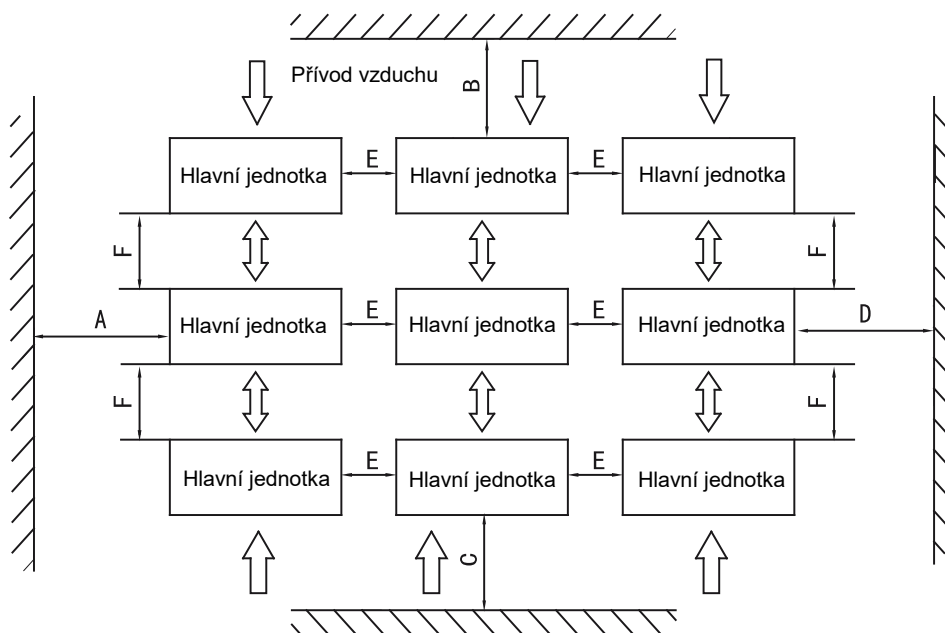 Přívod vzduchu
B
Hlavní jednotka E Hlavní jednotka E Hlavní jednotka
F F
A Hlavní jednotka E Hlavní jednotka E Hlavní jednotka D
F F
Hlavní jednotka E Hlavní jednotka E Hlavní jednotka
C